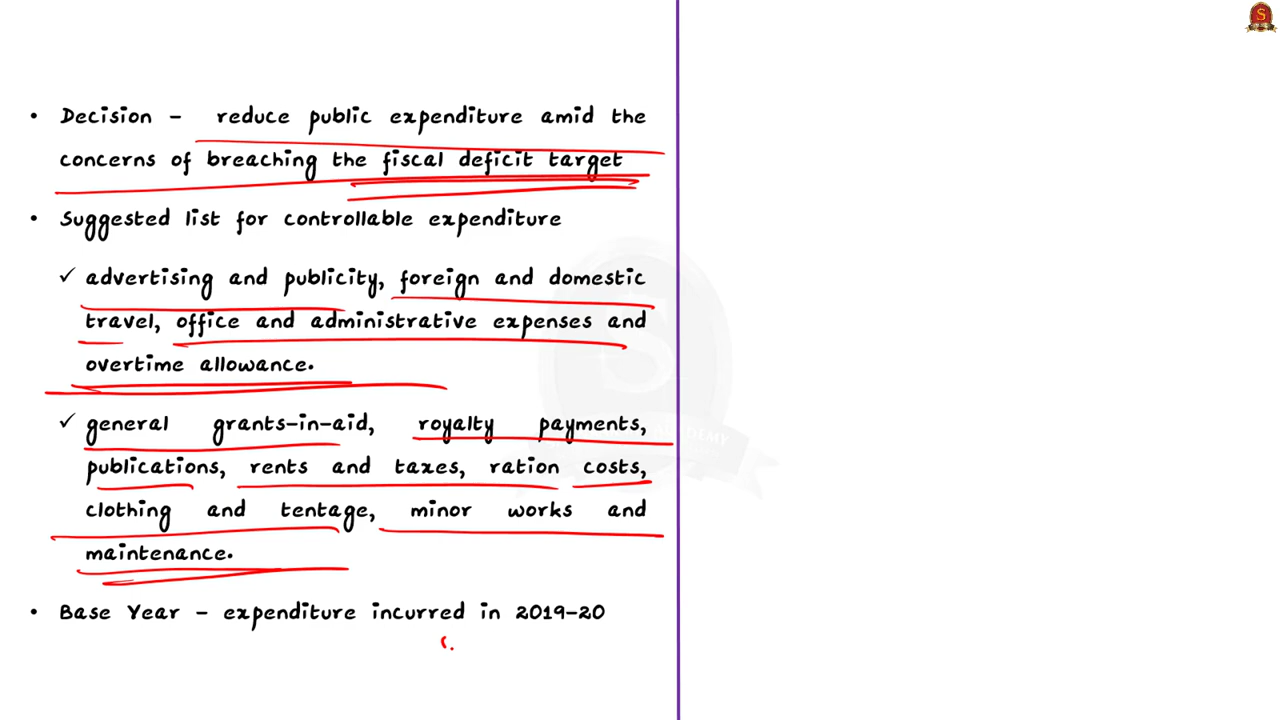 • Decision – reduce public expenditure amid the
concerns of breaching the fiscal deficit target
• Suggested list for controllable expenditure
✓ advertising and publicity, foreign and domestic
travel, office and administrative expenses and
overtime allowance.
✓ general grants-in-aid, royalty payments,
publications, rents and taxes, ration costs,
clothing and tentage, minor works and
maintenance.
• Base Year – expenditure incurred in 2019-20